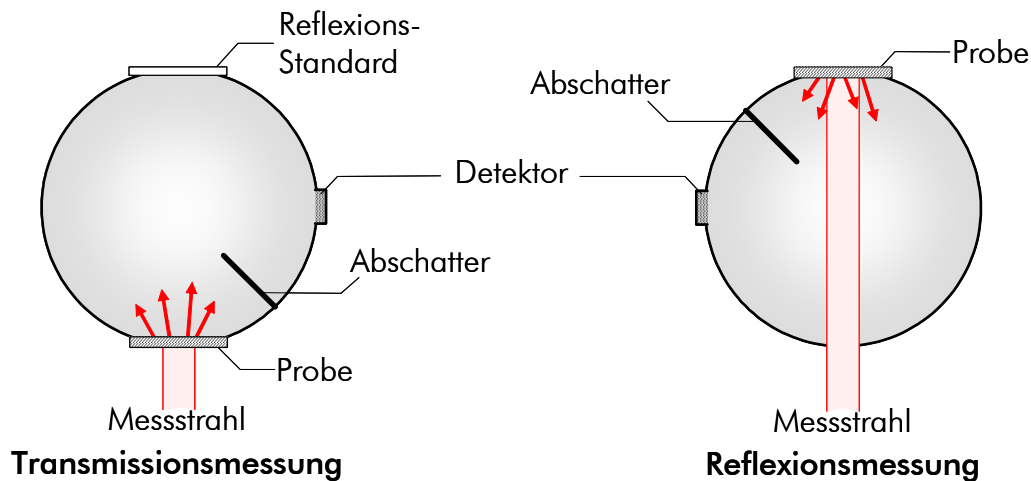 Reflexions-
Standard
Detektor
Abschatter
Probe
Messstrahl
Transmissionsmessung
Probe
Abschatter
Messstrahl
Reflexionsmessung